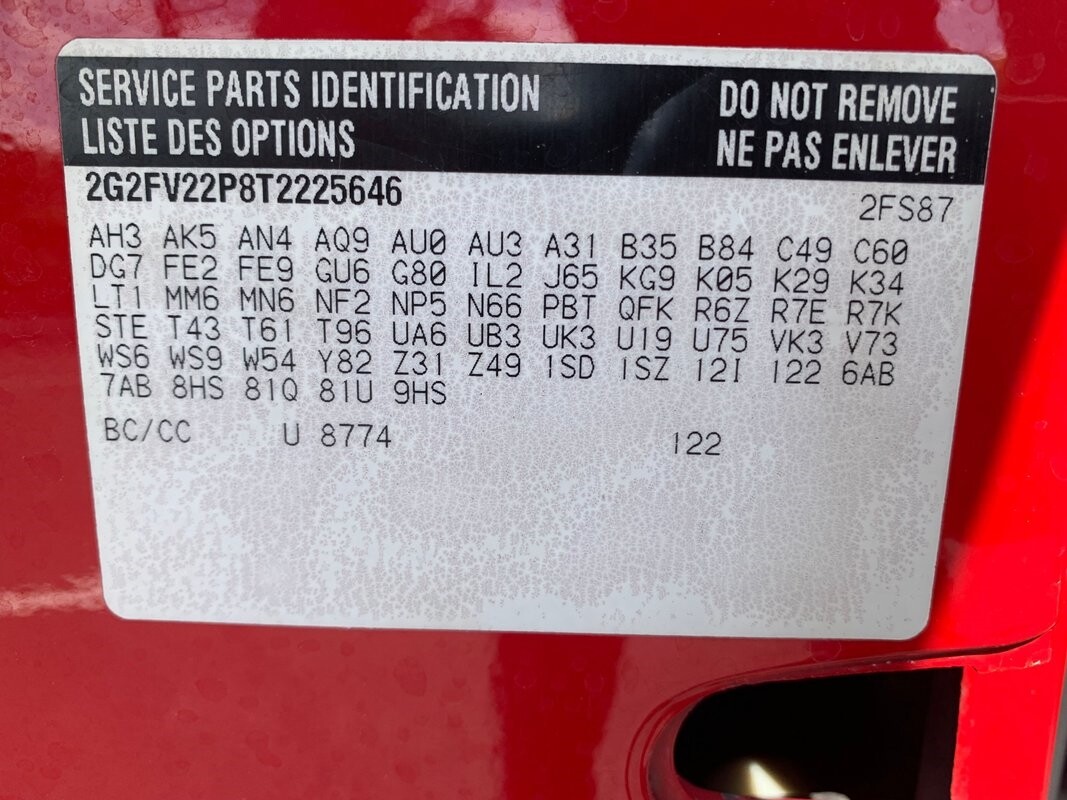 SERVICE PARTS IDENTIFICATION DO NOT REMOVE
LISTE DES OPTIONS NE PAS ENLEVER
2G2FV22P8T2225646 2FS87
AH3 AK5 AN4 AQ9 AU0 AU3 A31 B35 B84 C49 C60
DG7 FE2 FE9 GU6 G80 IL2 J65 KG9 K05 K29 K34
LT1 MM6 MN6 NF2 NP5 N66 PBT QFK R6Z R7E R7K
STE T43 T61 T96 UA6 UB3 UK3 U19 U75 VK3 V73
WS6 WS9 W54 Y82 Z31 Z49 1SD 1SZ 12I 122 6AB
7AB 8HS 81Q 81U 9HS
BC/CC U 8774 122